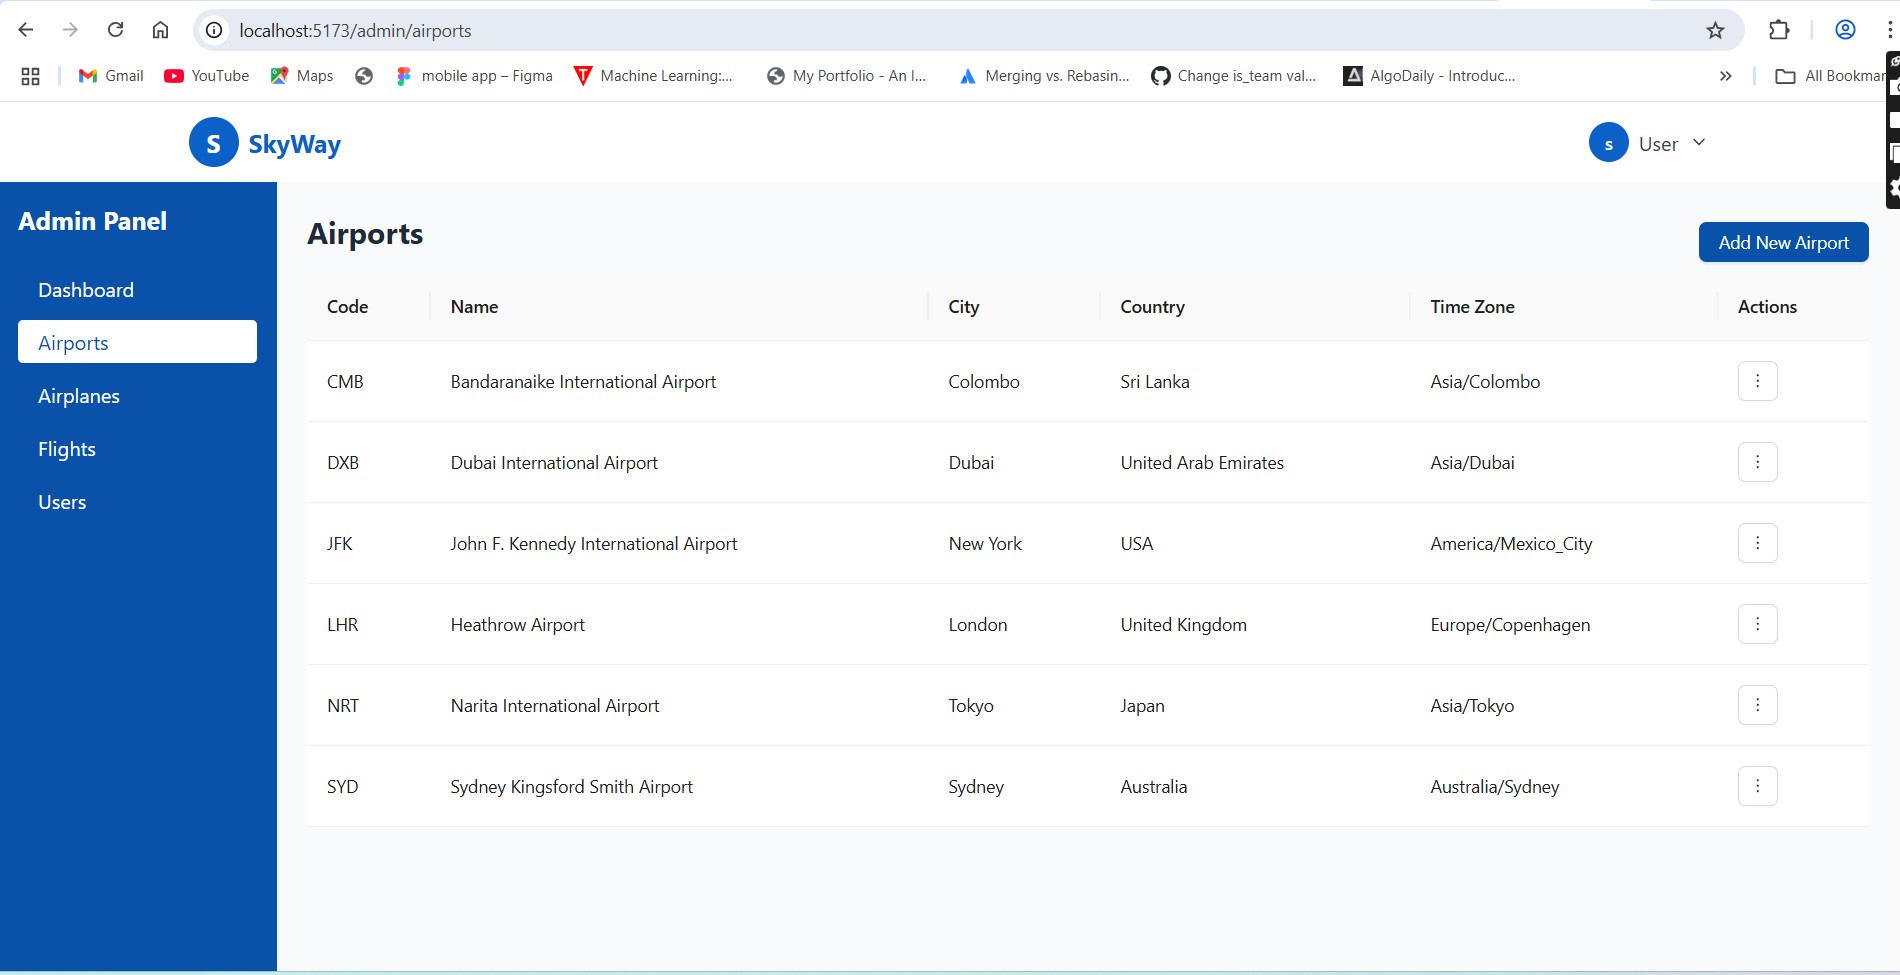 localhost:5173/admin/airports
Gmail YouTube Maps mobile app – Figma Machine Learning:... My Portfolio - An I... Merging vs. Rebasin... Change is_team val... AlgoDaily - Introduc... » All Bookmar
S SkyWay
s User
Admin Panel
Dashboard
Airports
Airplanes
Flights
Users
Airports
Add New Airport
Code Name City Country Time Zone Actions
CMB Bandaranaike International Airport Colombo Sri Lanka Asia/Colombo
DXB Dubai International Airport Dubai United Arab Emirates Asia/Dubai
JFK John F. Kennedy International Airport New York USA America/Mexico_City
LHR Heathrow Airport London United Kingdom Europe/Copenhagen
NRT Narita International Airport Tokyo Japan Asia/Tokyo
SYD Sydney Kingsford Smith Airport Sydney Australia Australia/Sydney